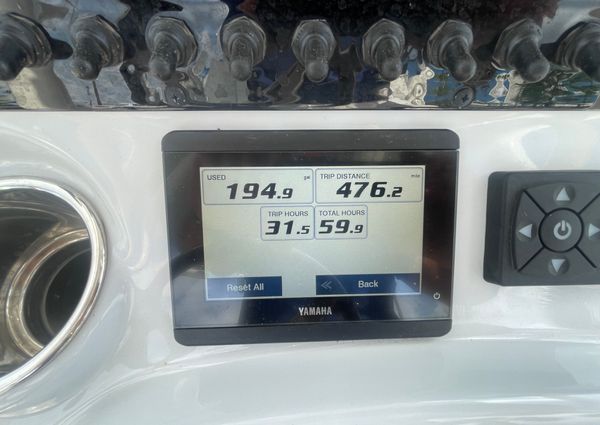 USED gal TRIP DISTANCE mile
194.9 476.2
TRIP HOURS TOTAL HOURS
31.5 59.9
Reset All Back
YAMAHA